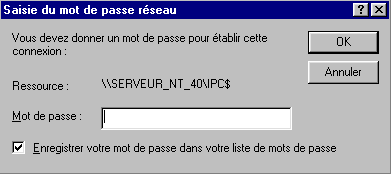 Saisie du mot de passe réseau
Vous devez donner un mot de passe pour établir cette
connexion :
OK
Annuler
Ressource :
\\SERVEUR_NT_40\IPC$
Mot de passe :
Enregistrer votre mot de passe dans votre liste de mots de passe